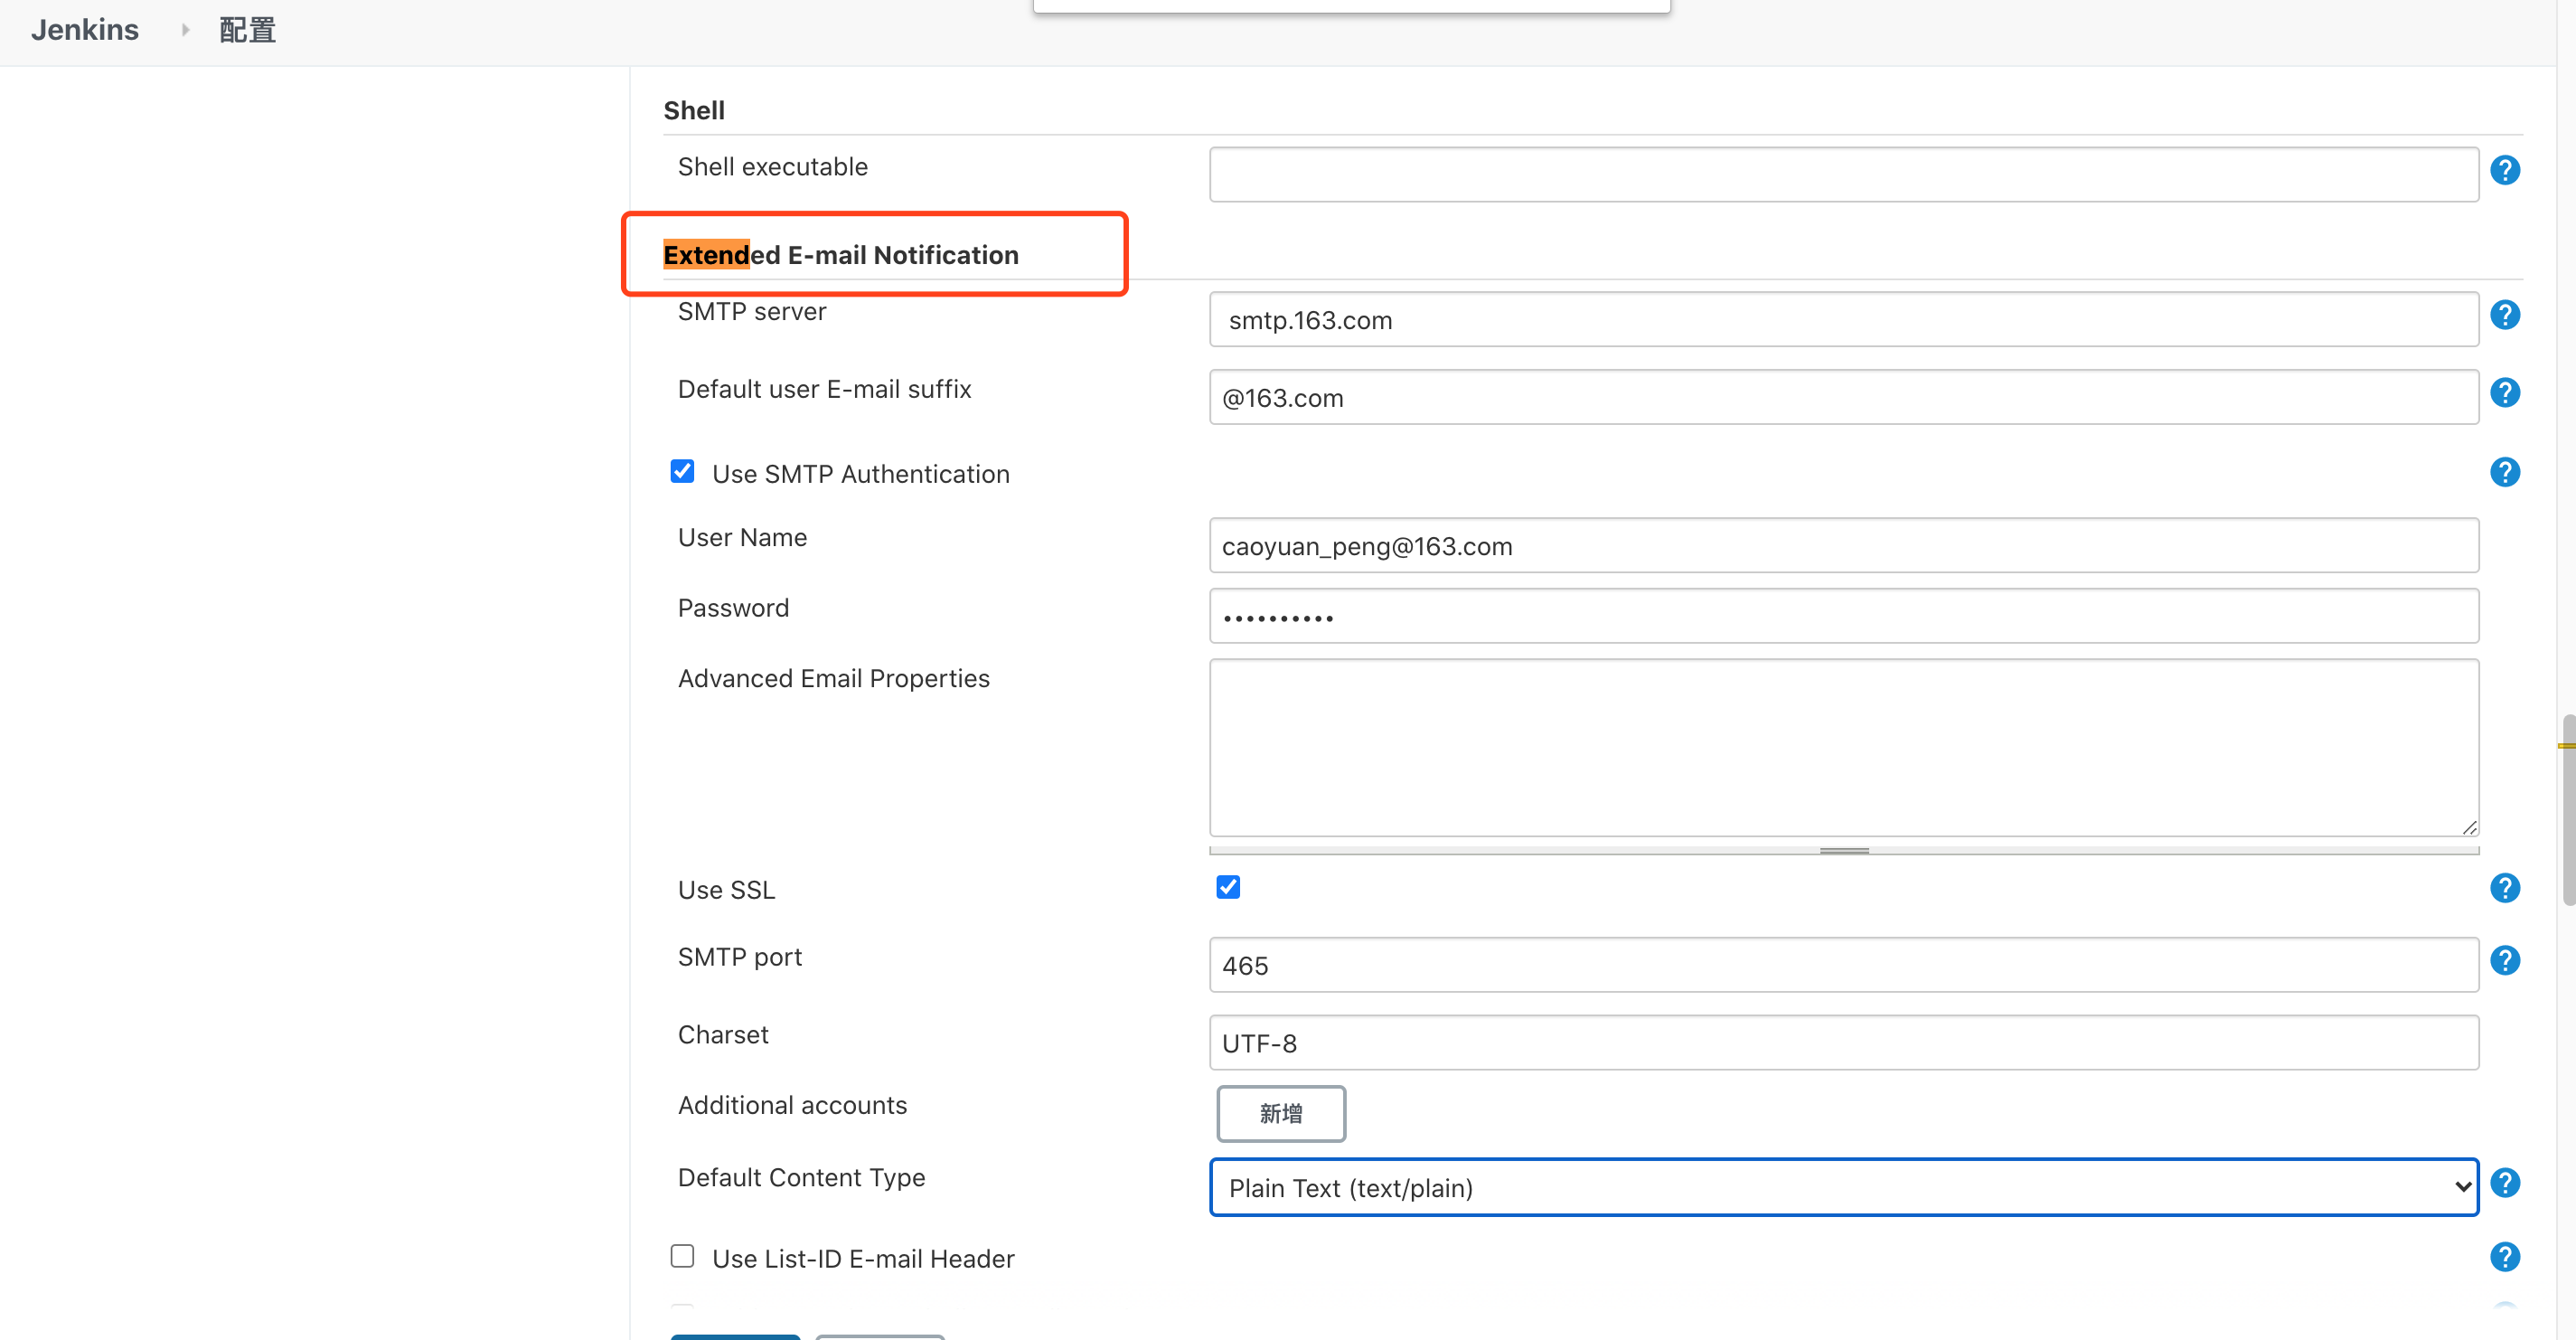 Jenkins 配置
Shell
Shell executable
Extended E-mail Notification
SMTP server smtp.163.com
Default user E-mail suffix @163.com
Use SMTP Authentication
User Name caoyuan_peng@163.com
Password ••••••••••
Advanced Email Properties
Use SSL
SMTP port 465
Charset UTF-8
Additional accounts 新增
Default Content Type Plain Text (text/plain)
Use List-ID E-mail Header